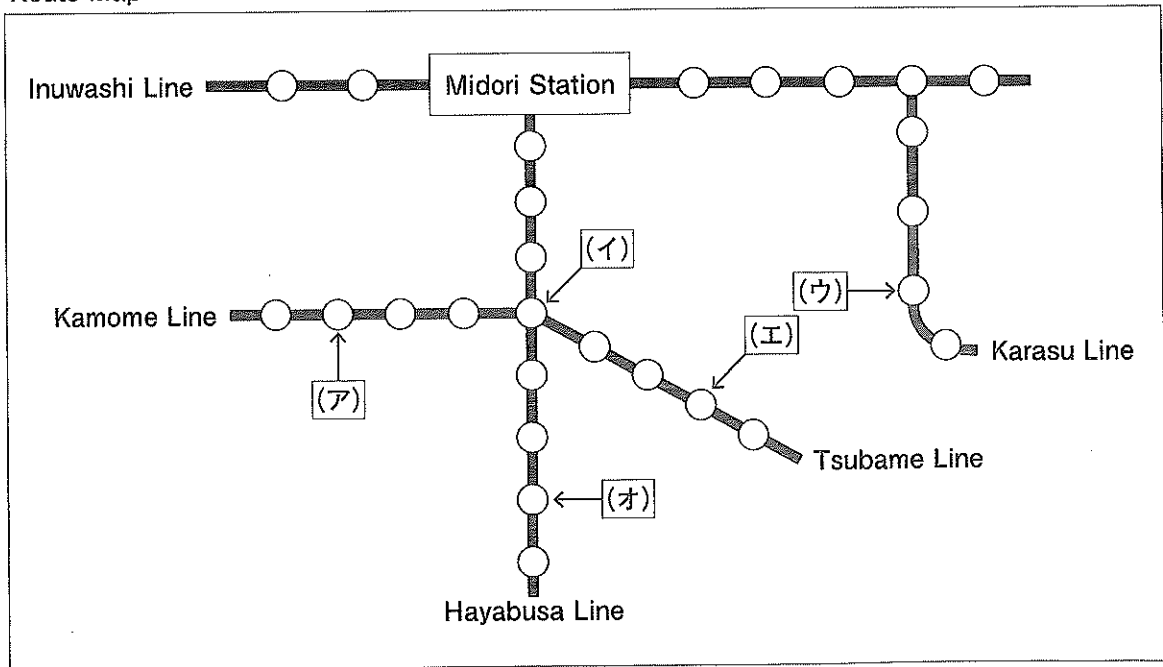 Inuwashi Line
Midori Station
(イ)
(ウ)
Kamome Line
(エ)
Karasu Line
(ア)
Tsubame Line
(オ)
Hayabusa Line